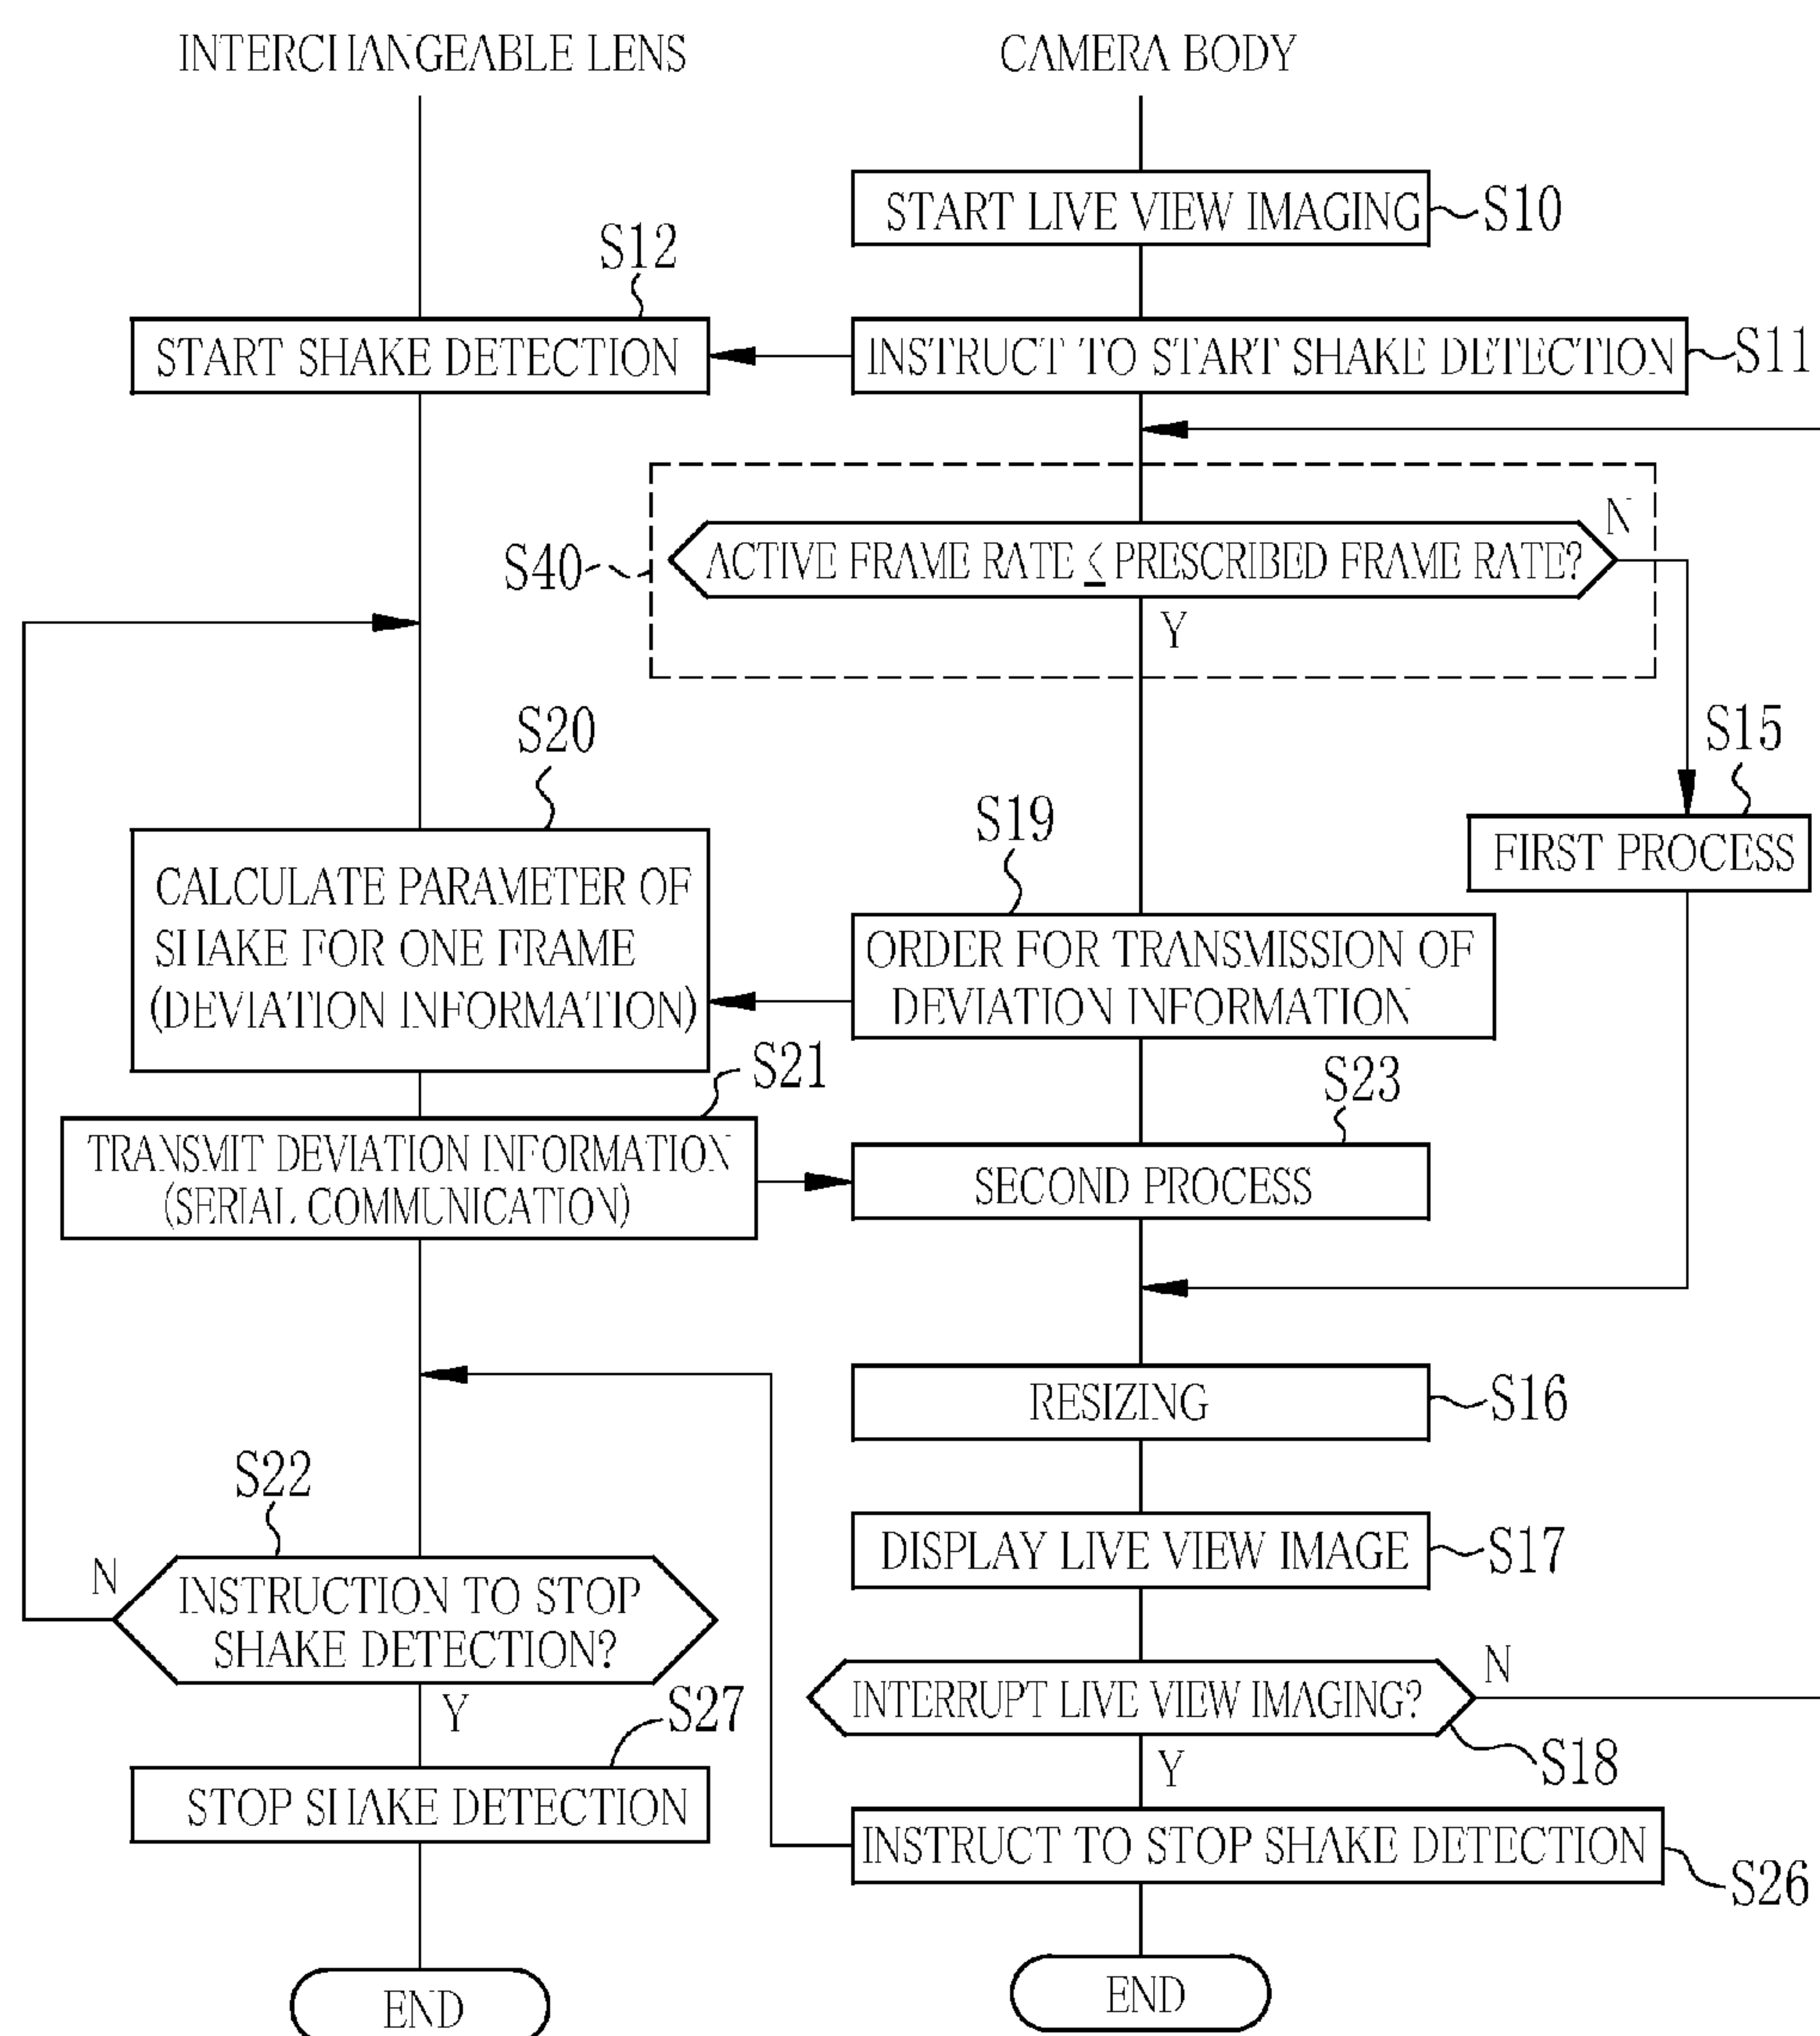 INTERCHANGEABLE LENS
CAMERA BODY
START LIVE VIEW IMAGING
S10
S12
START SHAKE DETECTION
INSTRUCT TO START SHAKE DETECTION
S11
N
S40
ACTIVE FRAME RATE ≤ PRESCRIBED FRAME RATE?
Y
S20
S15
S19
FIRST PROCESS
CALCULATE PARAMETER OF
SHAKE FOR ONE FRAME
(DEVIATION INFORMATION)
ORDER FOR TRANSMISSION OF
DEVIATION INFORMATION
S21
S23
TRANSMIT DEVIATION INFORMATION
(SERIAL COMMUNICATION)
SECOND PROCESS
RESIZING
S16
S22
DISPLAY LIVE VIEW IMAGE
S17
N
INSTRUCTION TO STOP
SHAKE DETECTION?
Y
INTERRUPT LIVE VIEW IMAGING?
N
S18
Y
S27
STOP SHAKE DETECTION
INSTRUCT TO STOP SHAKE DETECTION
S26
END
END